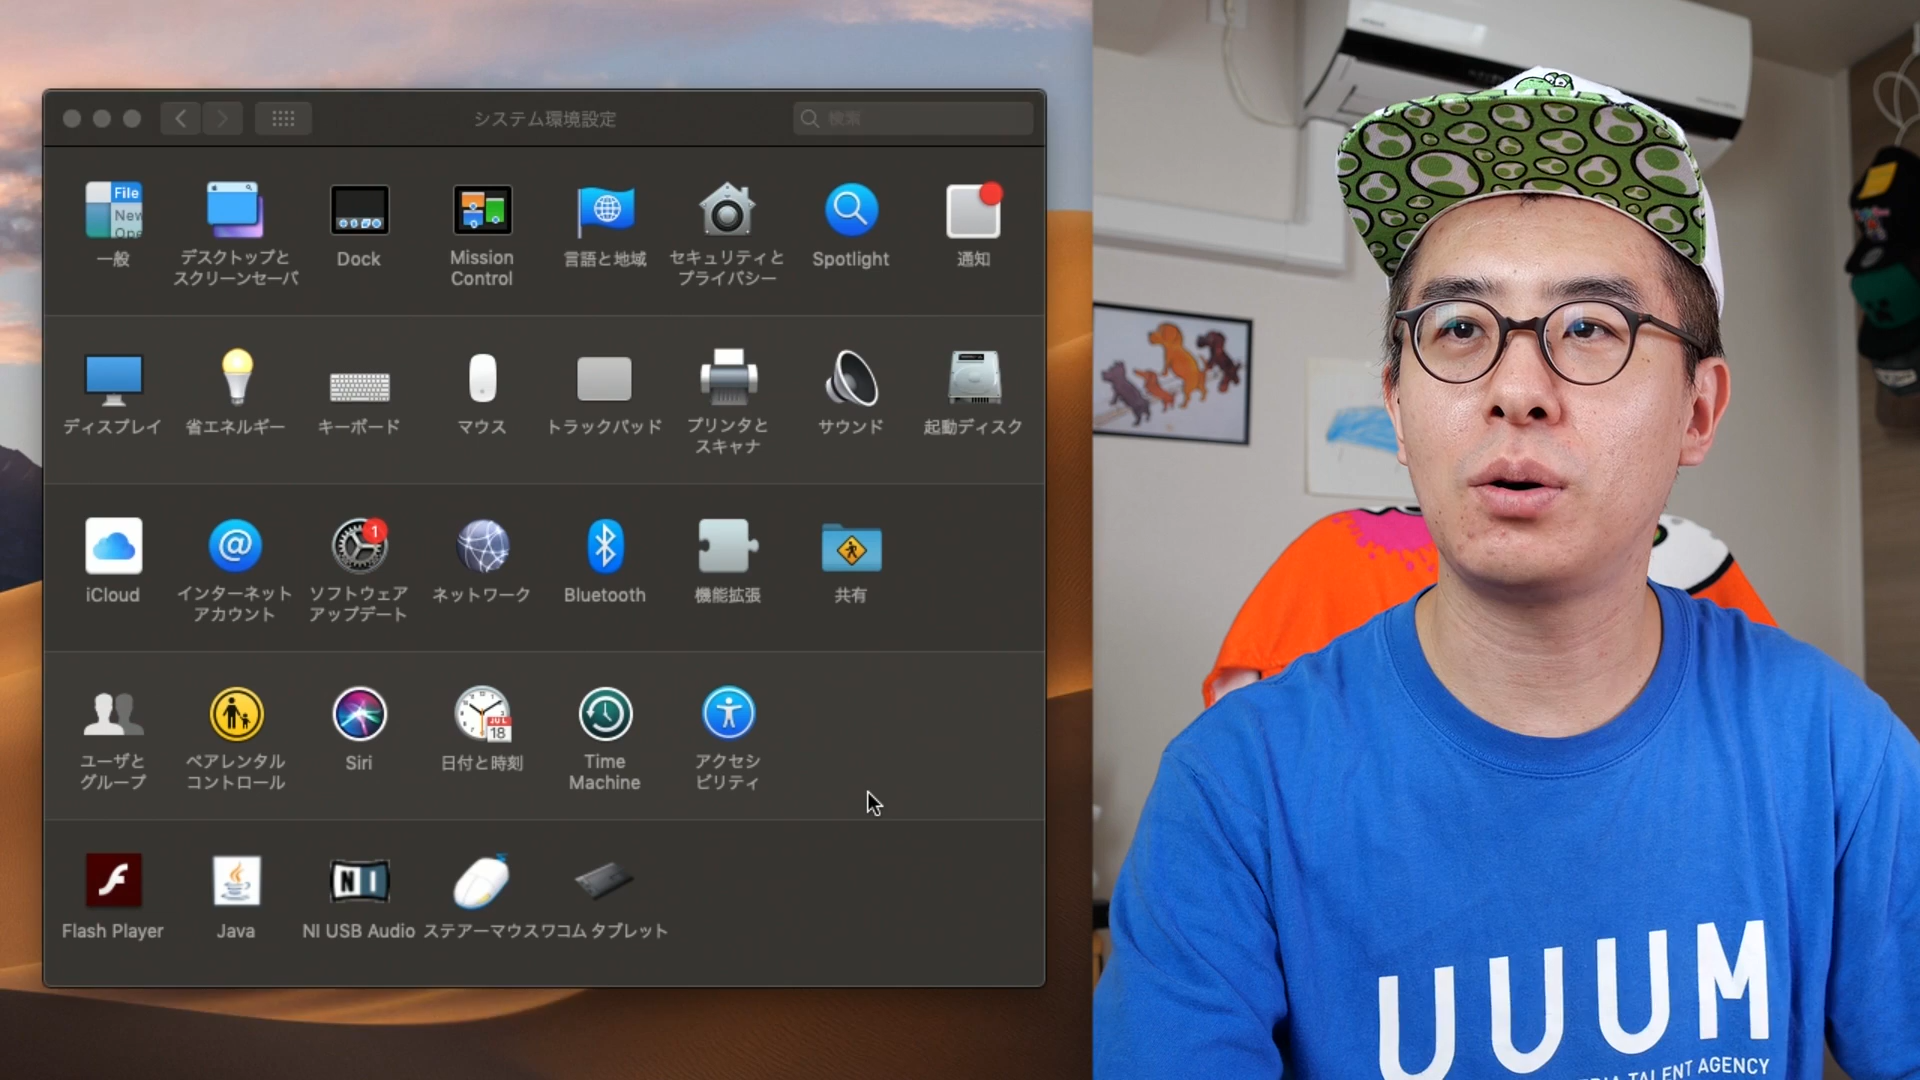 システム環境設定
検索
File
New
Ope
一般
デスクトップと
スクリーンセーバ
Dock
Mission
Control
言語と地域
セキュリティと
プライバシー
Spotlight
通知
ディスプレイ
省エネルギー
キーボード
マウス
トラックパッド
プリンタと
スキャナ
サウンド
起動ディスク
iCloud
インターネット
アカウント
1
ソフトウェア
アップデート
ネットワーク
Bluetooth
機能拡張
共有
ユーザと
グループ
ペアレンタル
コントロール
Siri
JUL
18
日付と時刻
Time
Machine
アクセシ
ビリティ
Flash Player
Java
NI
NI USB Audio
ステアーマウス
ワコム タブレット
UUUM
TALENT AGENCY